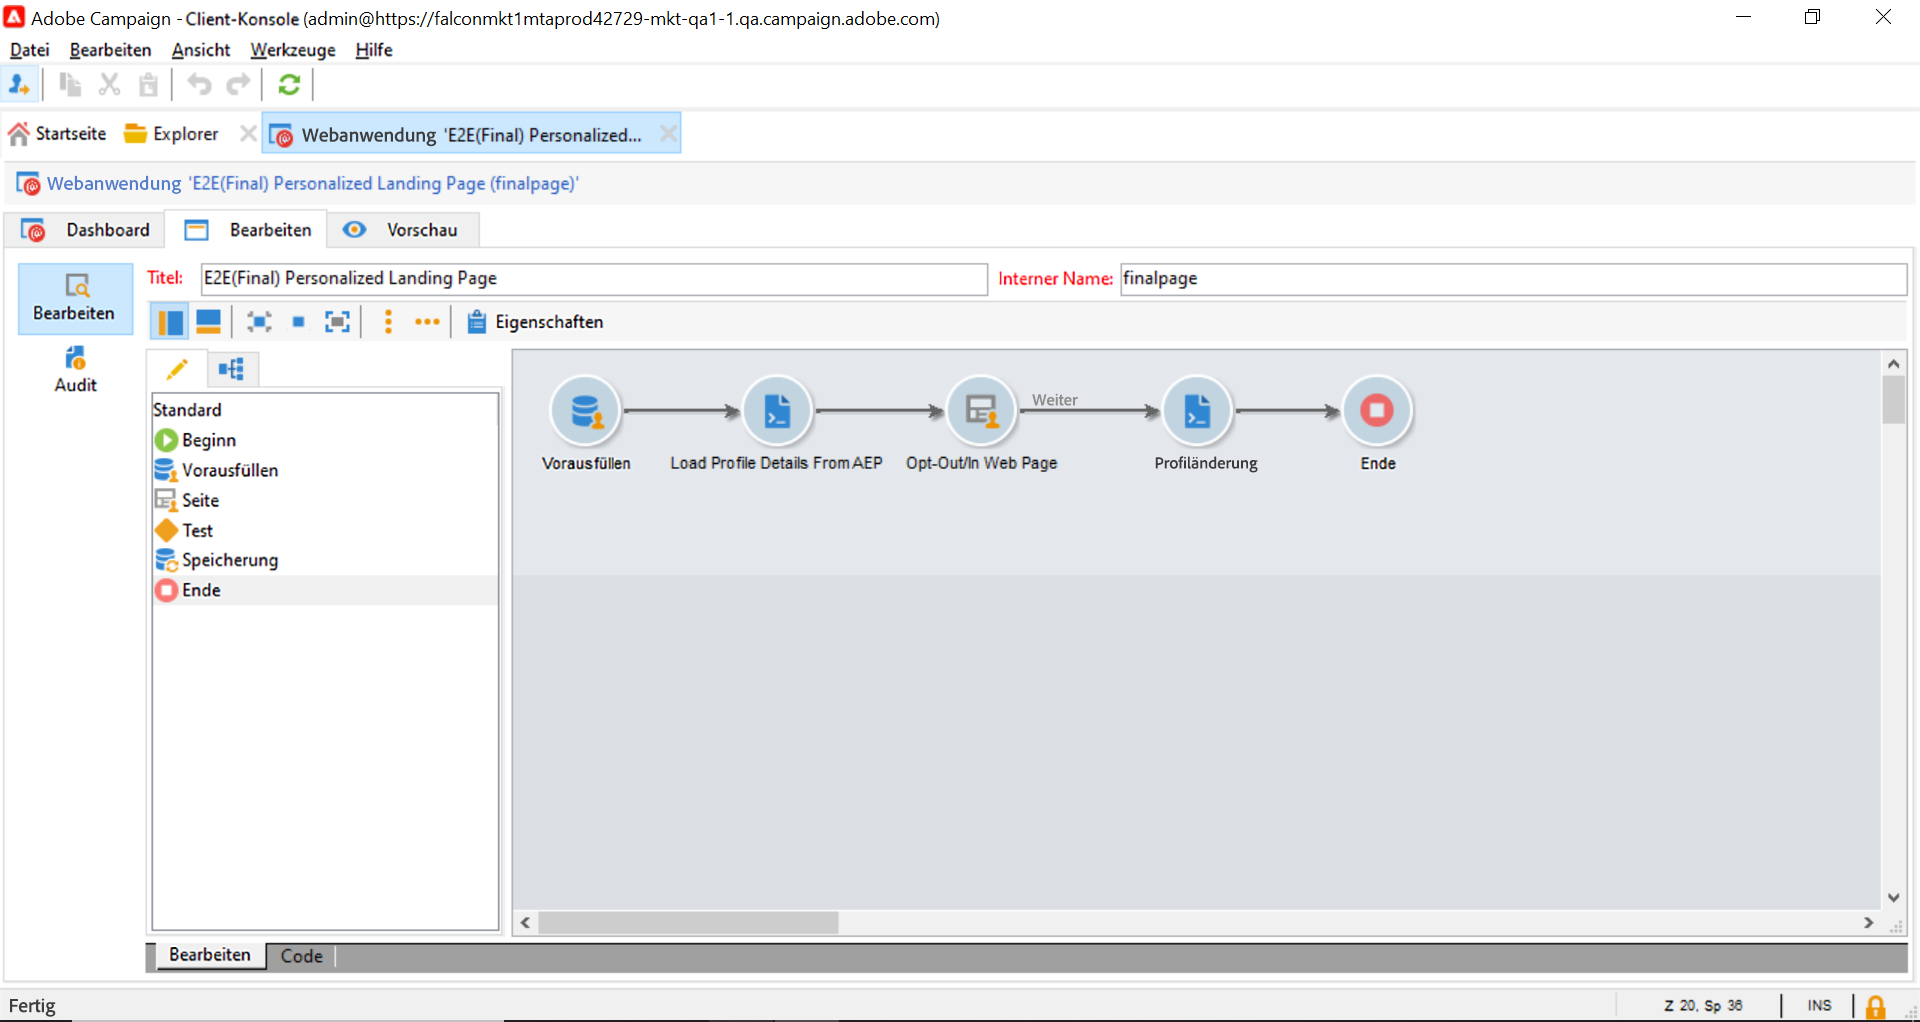 Adobe Campaign - Client-Konsole (admin@https://falconmkt1mtaprod42729-mkt-qa1-1.qa.campaign.adobe.com)
Datei Bearbeiten Ansicht Werkzeuge Hilfe
Startseite Explorer Webanwendung 'E2E(Final) Personalized...
Webanwendung 'E2E(Final) Personalized Landing Page (finalpage)'
Dashboard Bearbeiten Vorschau
Bearbeiten
Audit
Titel: E2E(Final) Personalized Landing Page Interner Name: finalpage
Eigenschaften
Standard
Beginn
Vorausfüllen
Seite
Test
Speicherung
Ende
Weiter
Vorausfüllen Load Profile Details From AEP Opt-Out/In Web Page Profiländerung Ende
Bearbeiten Code
Fertig Z 20, Sp 36 INS